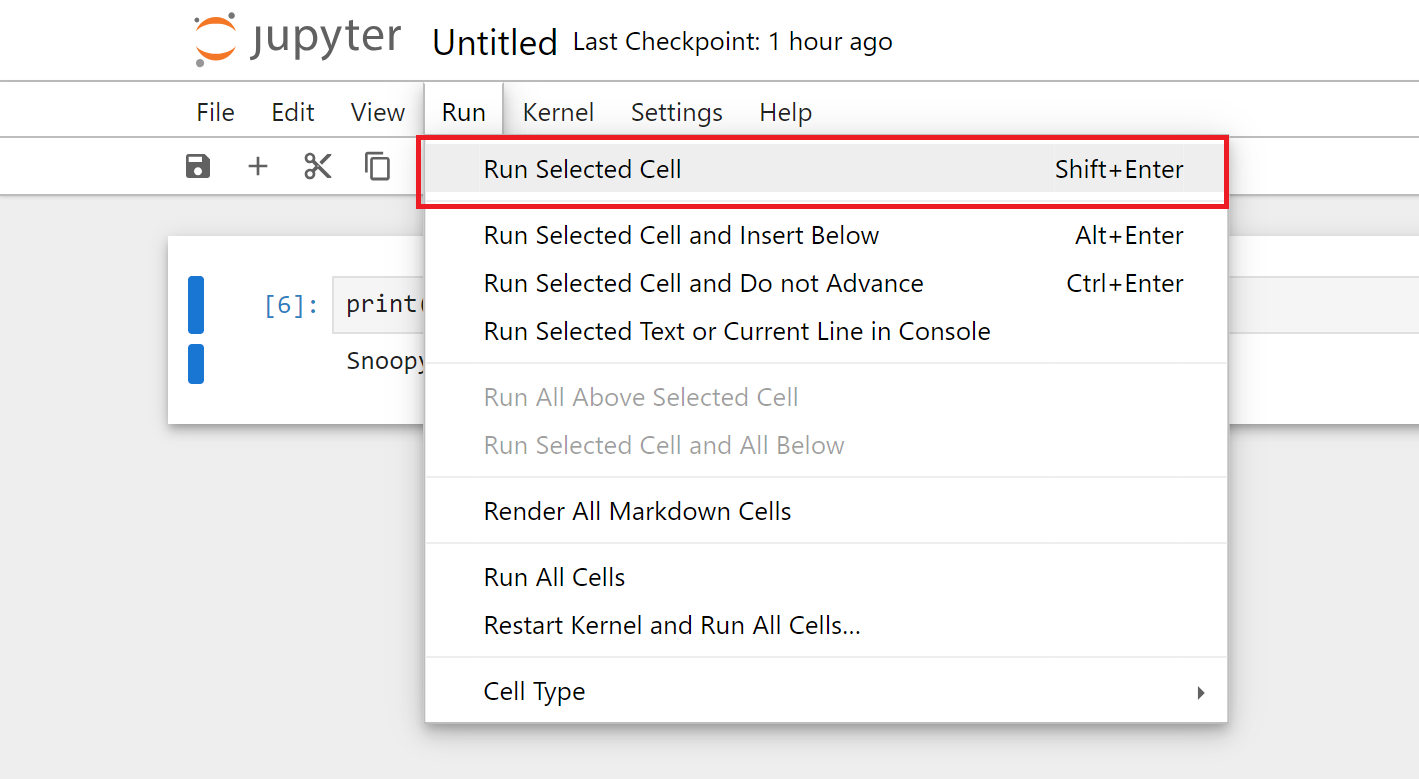 jupyter Untitled Last Checkpoint: 1 hour ago
File Edit View Run Kernel Settings Help
Run Selected Cell Shift+Enter
Run Selected Cell and Insert Below Alt+Enter
[6]: print(
Run Selected Cell and Do not Advance Ctrl+Enter
Run Selected Text or Current Line in Console
Snoopy
Run All Above Selected Cell
Run Selected Cell and All Below
Render All Markdown Cells
Run All Cells
Restart Kernel and Run All Cells...
Cell Type